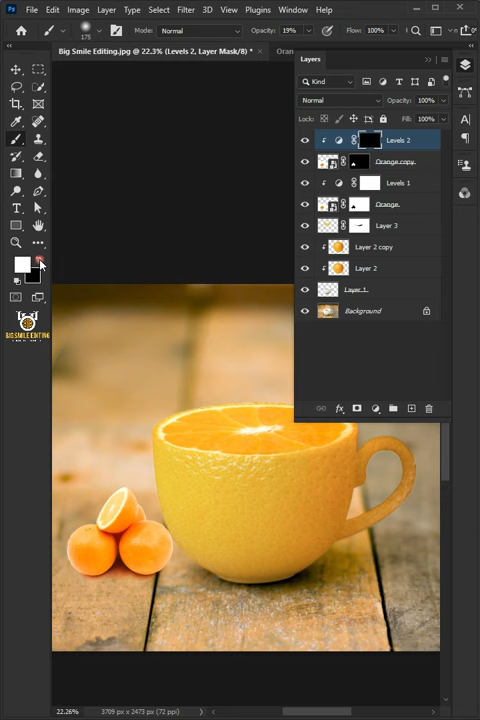 File Edit Image Layer Type Select Filter 3D View Plugins Window Help
175 Mode: Normal Opacity: 19% Flow: 100%
Big Smile Editing.jpg @ 22.3% (Levels 2, Layer Mask/8) * × Oran
Layers
Kind
Normal Opacity: 100%
Lock: Fill: 100%
Levels 2
Orange copy
Levels 1
Orange
Layer 3
Layer 2 copy
Layer 2
Layer 1
Background
BIG SMILE EDITING
22.26% 3709 px x 2473 px (72 ppi)